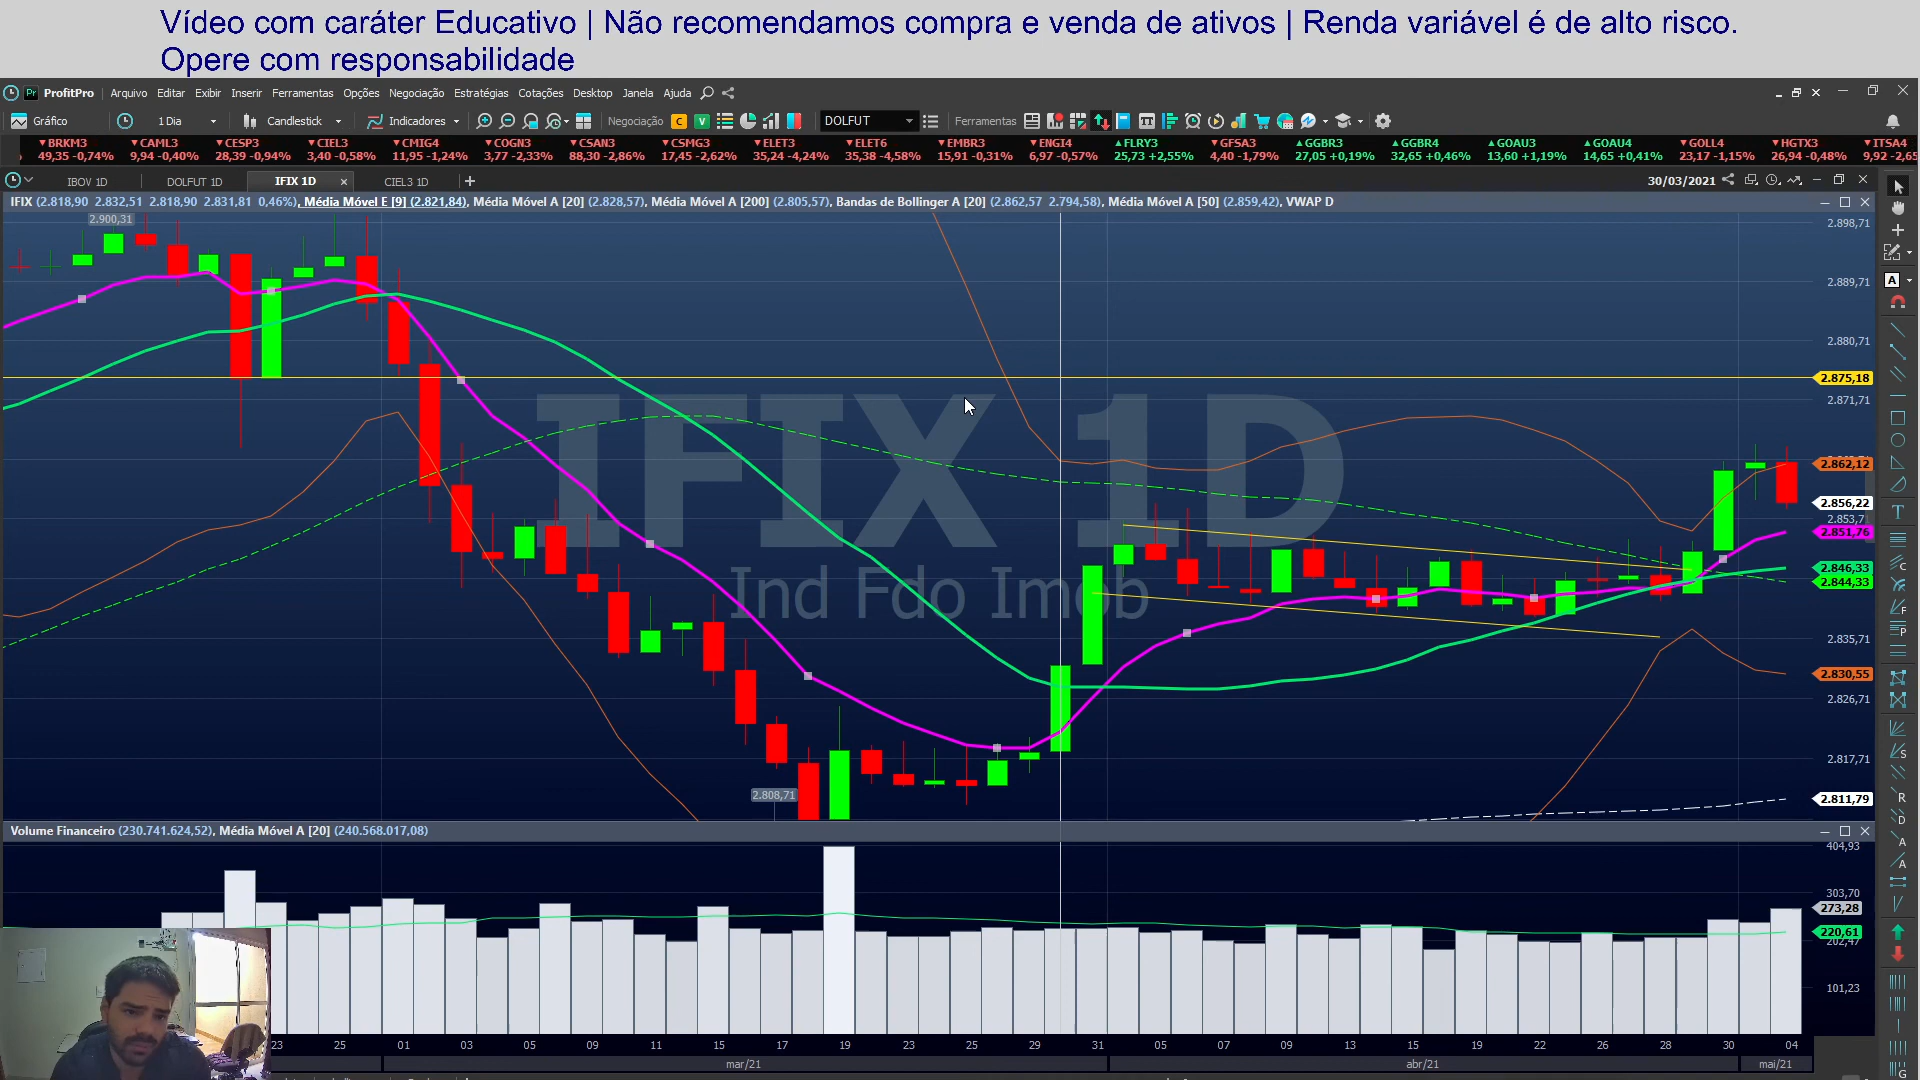 Vídeo com caráter Educativo | Não recomendamos compra e venda de ativos | Renda variável é de alto risco.
Opere com responsabilidade
ProfitPro Arquivo Editar Exibir Inserir Ferramentas Opções Negociação Estratégias Cotações Desktop Janela Ajuda
Gráfico 1 Dia Candlestick Indicadores Negociação C V DOLFUT Ferramentas
BRKM3 CAML3 CESP3 CIEL3 CMIG4 COGN3 CSAN3 CSMG3 ELET3 ELET6 EMBR3 ENGI4 FLRY3 GFSA3 GGBR3 GGBR4 GOAU3 GOAU4 GOLL4 HGTX3 ITSA4
49,35 -0,74% 9,94 -0,40% 28,39 -0,94% 3,40 -0,58% 11,95 -1,24% 3,77 -2,33% 88,30 -2,86% 17,45 -2,62% 35,24 -4,24% 35,38 -4,58% 15,91 -0,31% 6,97 -0,57% 25,73 +2,55% 4,40 -1,79% 27,05 +0,19% 32,65 +0,46% 13,60 +1,19% 14,65 +0,41% 23,17 -1,15% 26,94 -0,48% 9,92 -2,65
IBOV 1D DOLFUT 1D IFIX 1D CIEL3 1D 30/03/2021
IFIX (2.818,90 2.832,51 2.818,90 2.831,81 0,46%), Média Móvel E [9] (2.821,84), Média Móvel A [20] (2.828,57), Média Móvel A [200] (2.805,57), Bandas de Bollinger A [20] (2.862,57 2.794,58), Média Móvel A [50] (2.859,42), VWAP D
2.900,31
2.898,71
2.889,71
2.880,71
2.875,18
2.871,71
IFIX 1D
2.862,12
2.856,22
2.853,7
2.851,76
2.846,33
Ind Fdo Imob
2.844,33
2.835,71
2.830,55
2.826,71
2.817,71
2.808,71
2.811,79
Volume Financeiro (230.741.624,52), Média Móvel A [20] (240.568.017,08)
404,93
303,70
273,28
220,61
202,47
101,23
23 25 01 03 05 09 11 15 17 19 23 25 29 31 05 07 09 13 15 19 22 26 28 30 04
mar/21 abr/21 mai/21